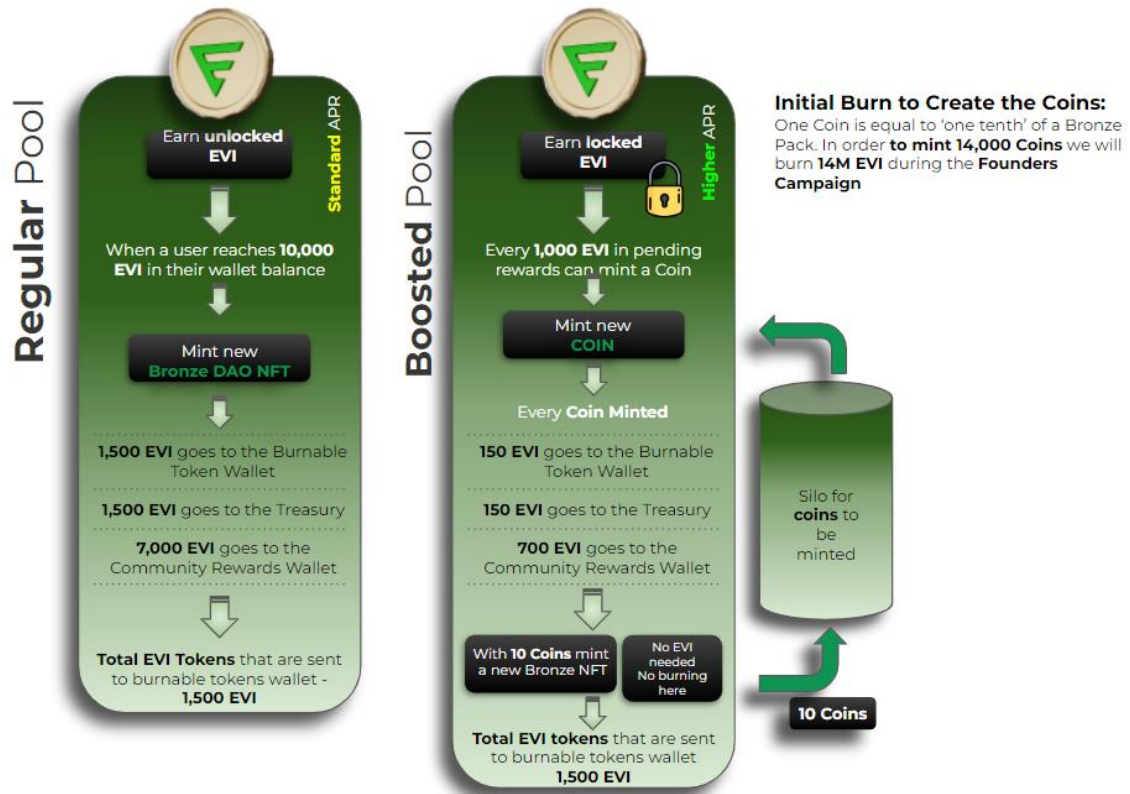 Regular Pool
Standard APR
Earn unlocked
EVI
When a user reaches 10,000
EVI in their wallet balance
Mint new
Bronze DAO NFT
1,500 EVI goes to the Burnable
Token Wallet
1,500 EVI goes to the Treasury
7,000 EVI goes to the
Community Rewards Wallet
Total EVI Tokens that are sent
to burnable tokens wallet -
1,500 EVI
Boosted Pool
Higher APR
Earn locked
EVI
Every 1,000 EVI in pending
rewards can mint a Coin
Mint new
COIN
Every Coin Minted
150 EVI goes to the Burnable
Token Wallet
150 EVI goes to the Treasury
700 EVI goes to the
Community Rewards Wallet
With 10 Coins mint
a new Bronze NFT
No EVI
needed
No burning
here
Total EVI tokens that are sent
to burnable tokens wallet
1,500 EVI
Initial Burn to Create the Coins:
One Coin is equal to ‘one tenth’ of a Bronze
Pack. In order to mint 14,000 Coins we will
burn 14M EVI during the Founders
Campaign
Silo for
coins to
be
minted
10 Coins